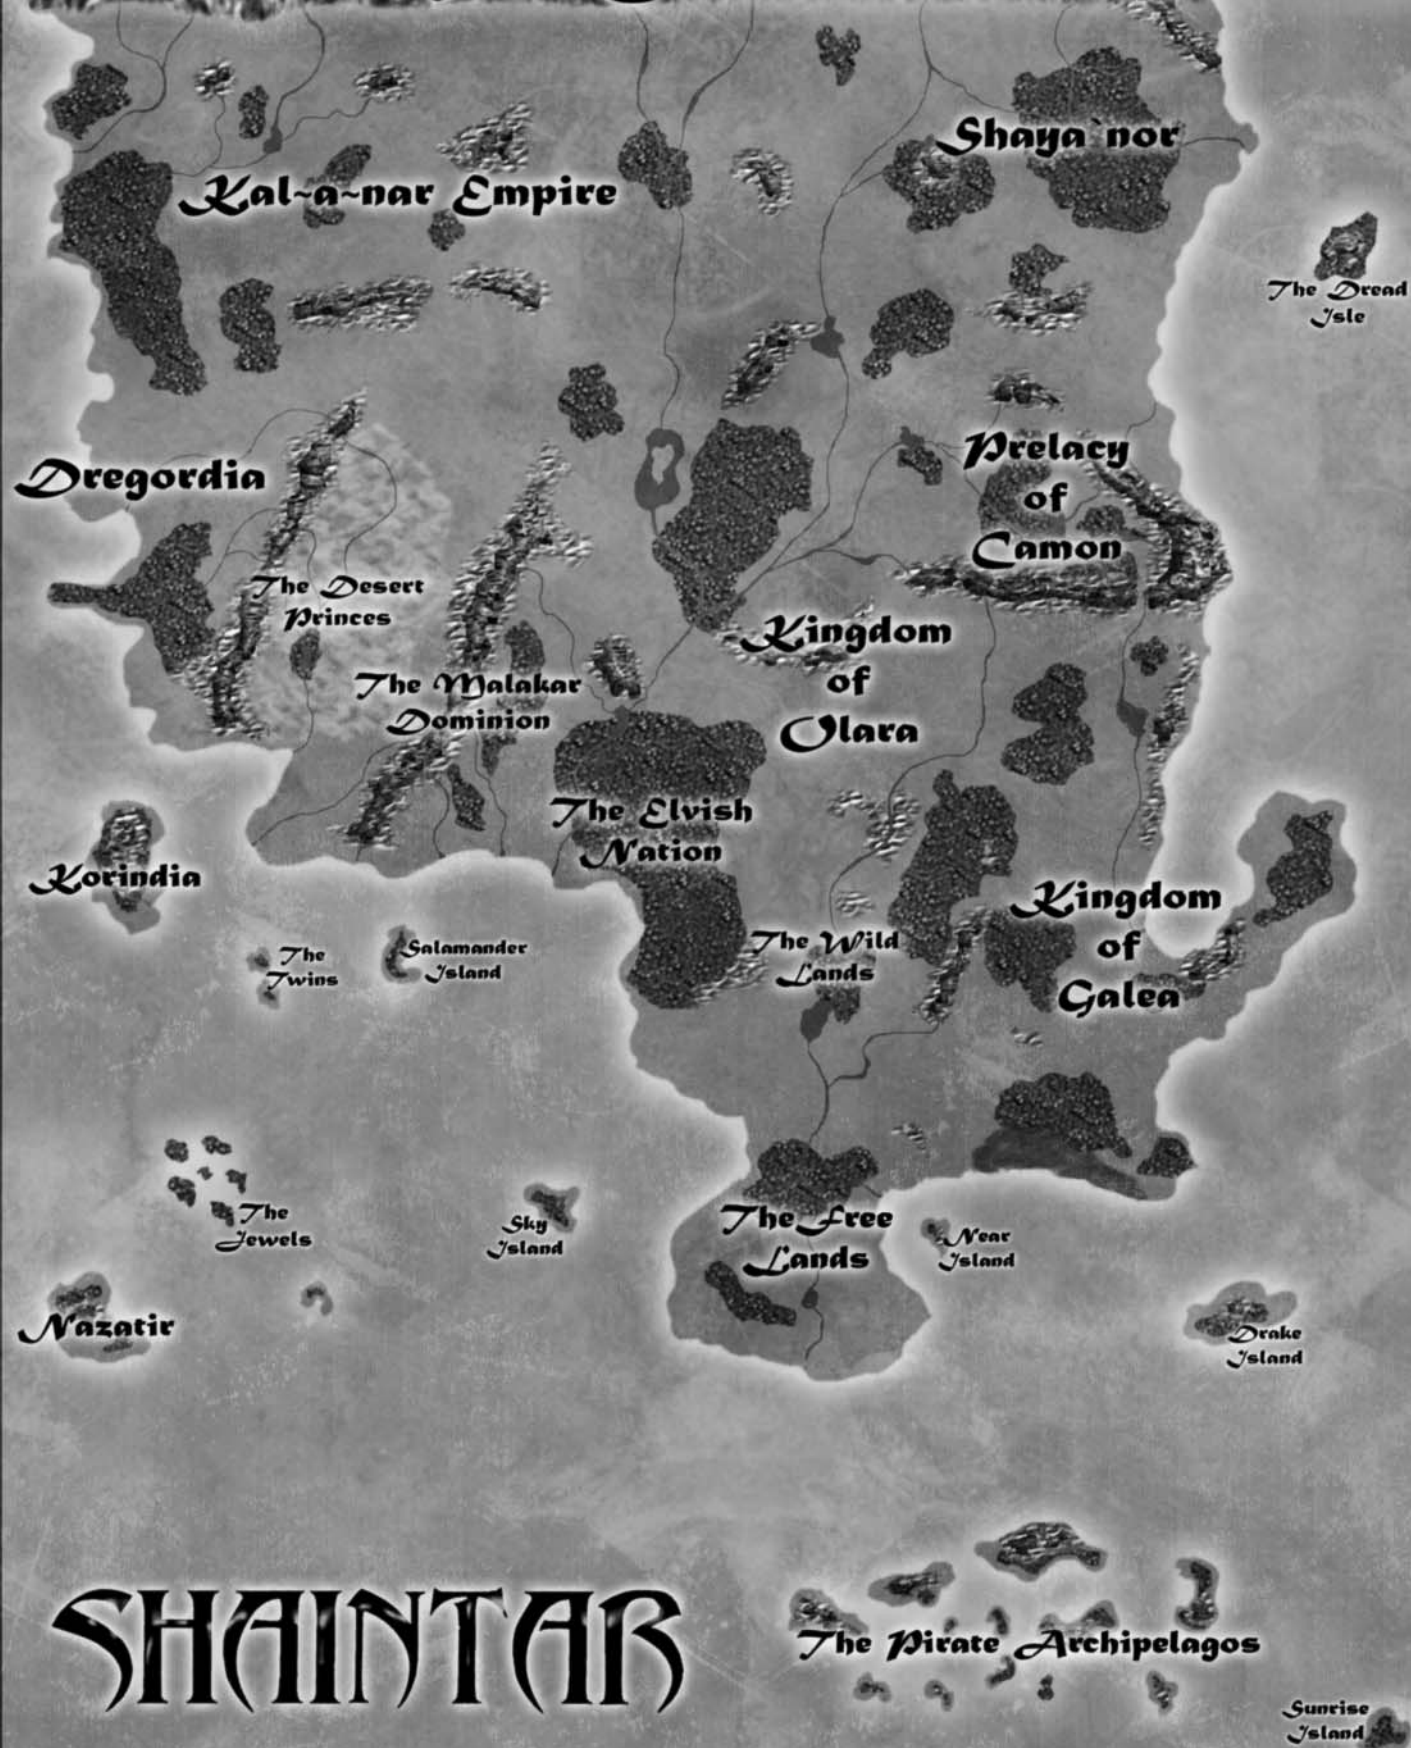 Shaya`nor
Kal~a~nar Empire
The Dread
Isle
Prelacy
of
Camon
Dregordia
The Desert
Princes
Kingdom
of
Olara
The Malakar
Dominion
The Elvish
Nation
Korindia
Kingdom
of
Galea
The Wild
Lands
The
Twins
Salamander
Island
The
Jewels
Sky
Island
The Free
Lands
Near
Island
Nazatir
Drake
Island
SHAINTAR
The Pirate Archipelagos
Sunrise
Island